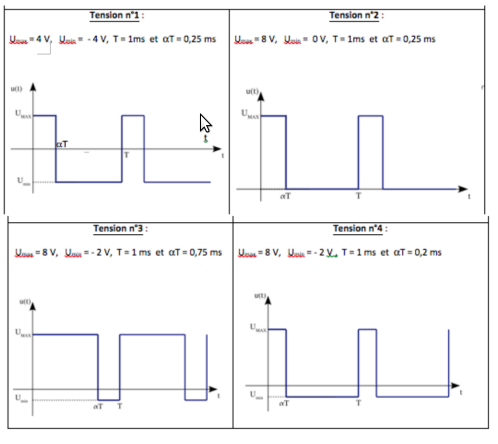 Tension n°1 :
Umax = 4 V, Umin = - 4 V, T = 1ms et αT = 0,25 ms
u(t)
UMAX
αT
T
t
t
Umin
Tension n°2 :
Umax = 8 V, Umin = 0 V, T = 1ms et αT = 0,25 ms
u(t)
UMAX
αT
T
t
Tension n°3 :
Umax = 8 V, Umin = - 2 V, T = 1 ms et αT = 0,75 ms
u(t)
UMAX
Umin
αT
T
t
Tension n°4 :
Umax = 8 V, Umin = - 2 V, T = 1 ms et αT = 0,2 ms
u(t)
UMAX
Umin
αT
T
t